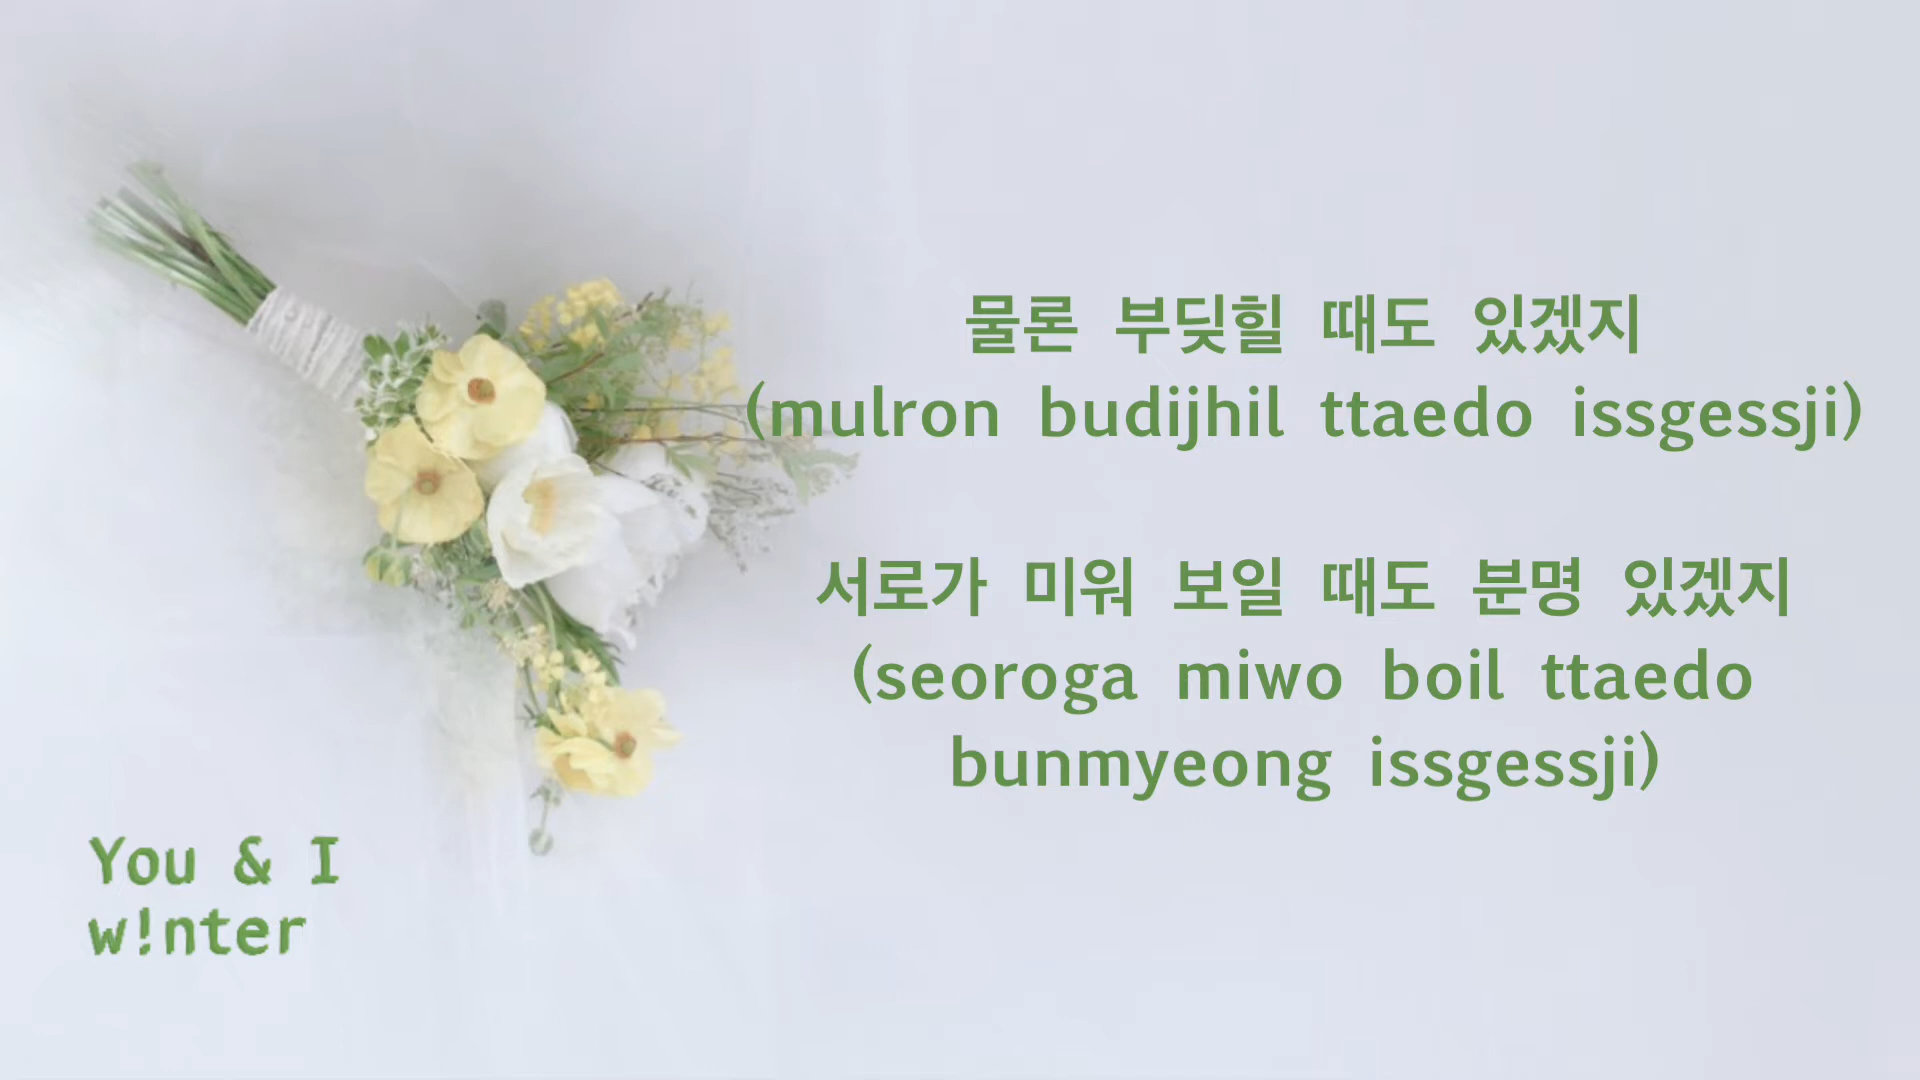 물론 부딪힐 때도 있겠지
(mulron budijhil ttaedo issgessji)
서로가 미워 보일 때도 분명 있겠지
(seoroga miwo boil ttaedo
bunmyeong issgessji)
You & I
w!nter